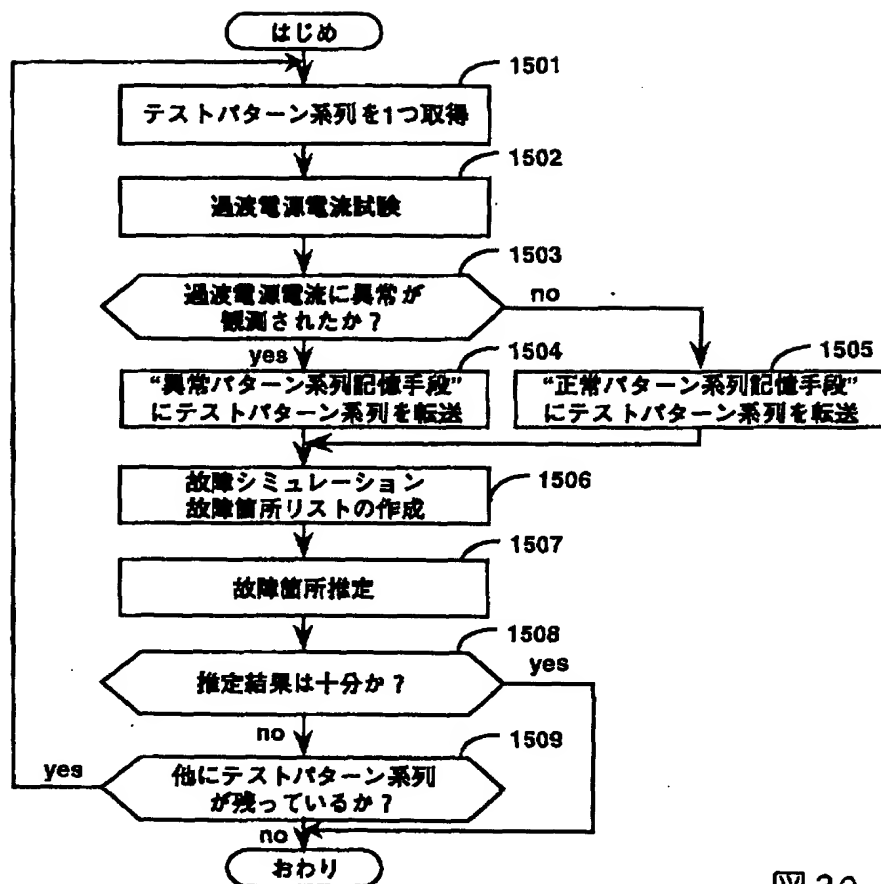 はじめ
1501
テストパターン系列を1つ取得
1502
過渡電源電流試験
1503
過渡電源電流に異常が
観測されたか？
no
yes
1504
“異常パターン系列記憶手段”
にテストパターン系列を転送
1505
“正常パターン系列記憶手段”
にテストパターン系列を転送
1506
故障シミュレーション
故障箇所リストの作成
1507
故障箇所推定
1508
推定結果は十分か？
yes
no
1509
yes
他にテストパターン系列
が残っているか？
no
おわり